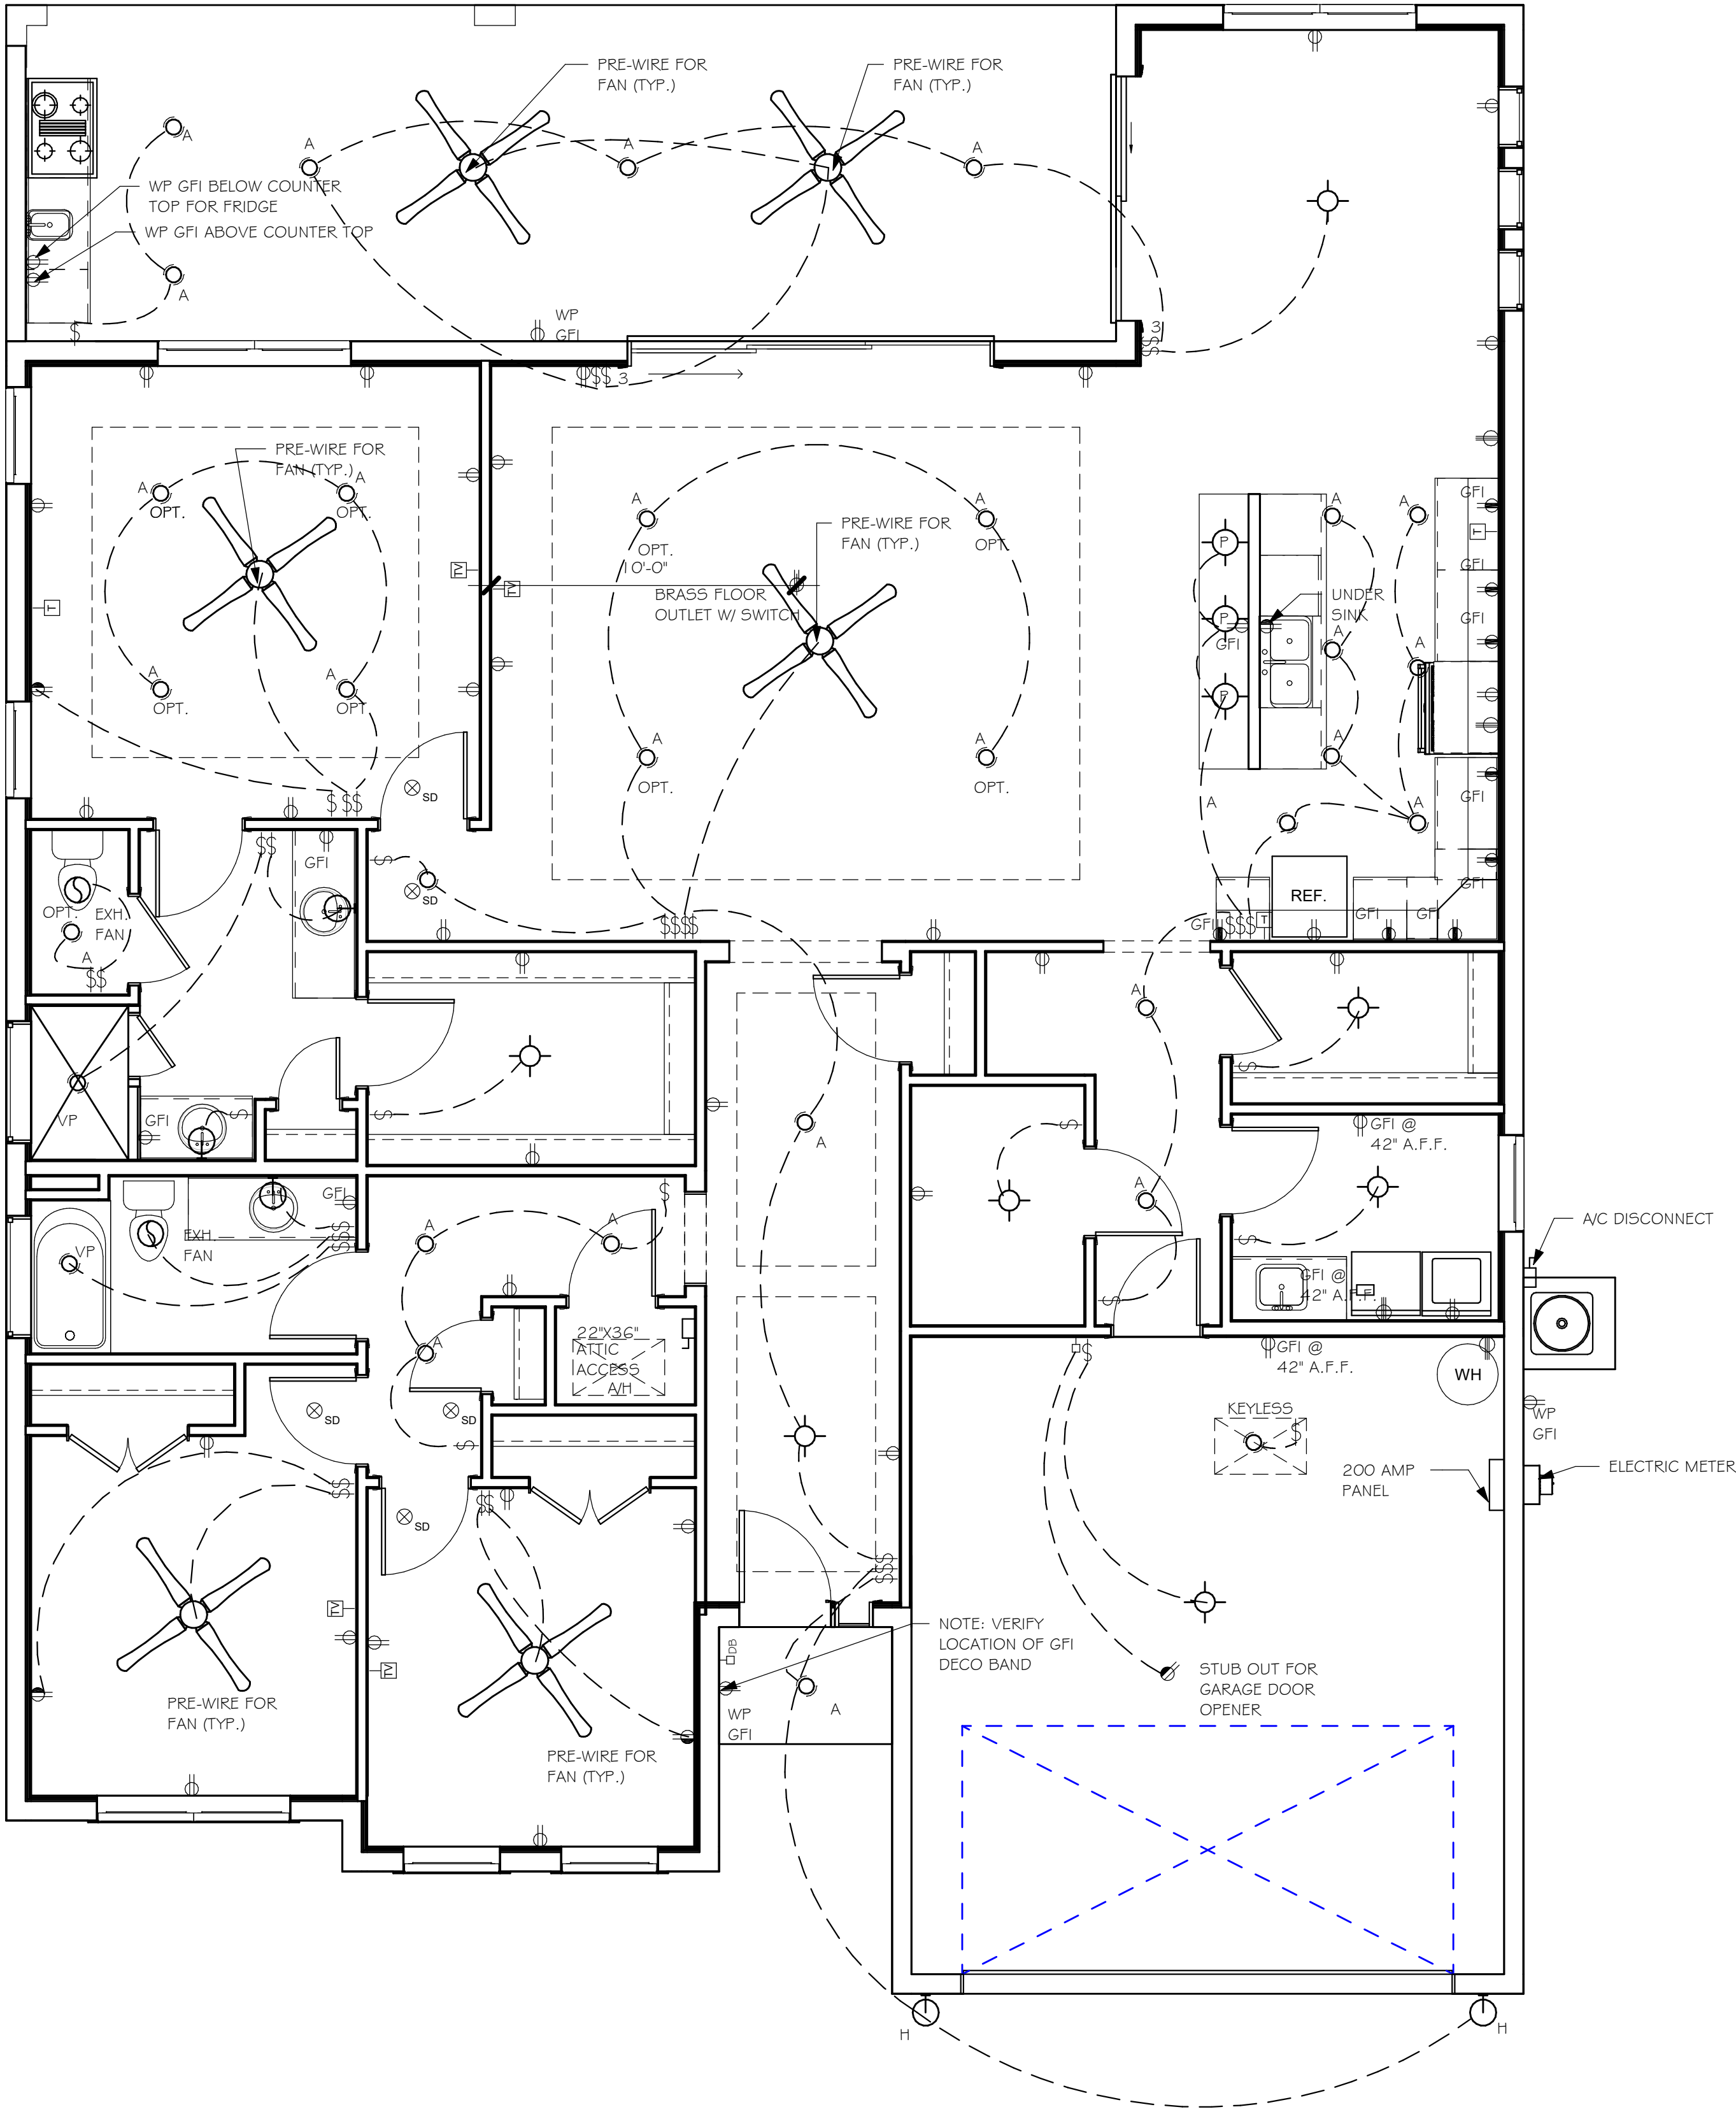 PRE-WIRE FOR
FAN (TYP.)
PRE-WIRE FOR
FAN (TYP.)
A
A
A
A
WP GFI BELOW COUNTER
TOP FOR FRIDGE
WP GFI ABOVE COUNTER TOP
A
$
WP
GFI
3
$$
$$ 3
PRE-WIRE FOR
FAN (TYP.)
A
A
OPT.
OPT.
A
A
OPT.
OPT
T
TV
TV
A
A
OPT.
OPT.
10'-0"
PRE-WIRE FOR
FAN (TYP.)
BRASS FLOOR
OUTLET W/ SWITCH
A
A
OPT.
OPT.
A
A
GFI
T
GFI
P
P
P
GFI
UNDER
SINK
GFI
A
A
A
A
A
GFI
GFI
REF.
GFI
GFI
GFI
$$$
T
$ $$
SD
SD
$
$$
GFI
OPT.
EXH.
FAN
A
$$
$$$$
VP
GFI
$
$
A
A
$
$
GFI @
42" A.F.F.
A
$
GFI @
42" A.F.F.
$
A/C DISCONNECT
VP
EXH.
FAN
GFI
$$$
A
A
$
A
22"X36"
ATTIC
ACCESS
A/H
$
GFI @
42" A.F.F.
WH
WP
GFI
KEYLESS
$
200 AMP
PANEL
ELECTRIC METER
SD
SD
SD
$$
$$
$$$
TV
TV
PRE-WIRE FOR
FAN (TYP.)
PRE-WIRE FOR
FAN (TYP.)
DB
WP
GFI
A
NOTE: VERIFY
LOCATION OF GFI
DECO BAND
STUB OUT FOR
GARAGE DOOR
OPENER
H
H